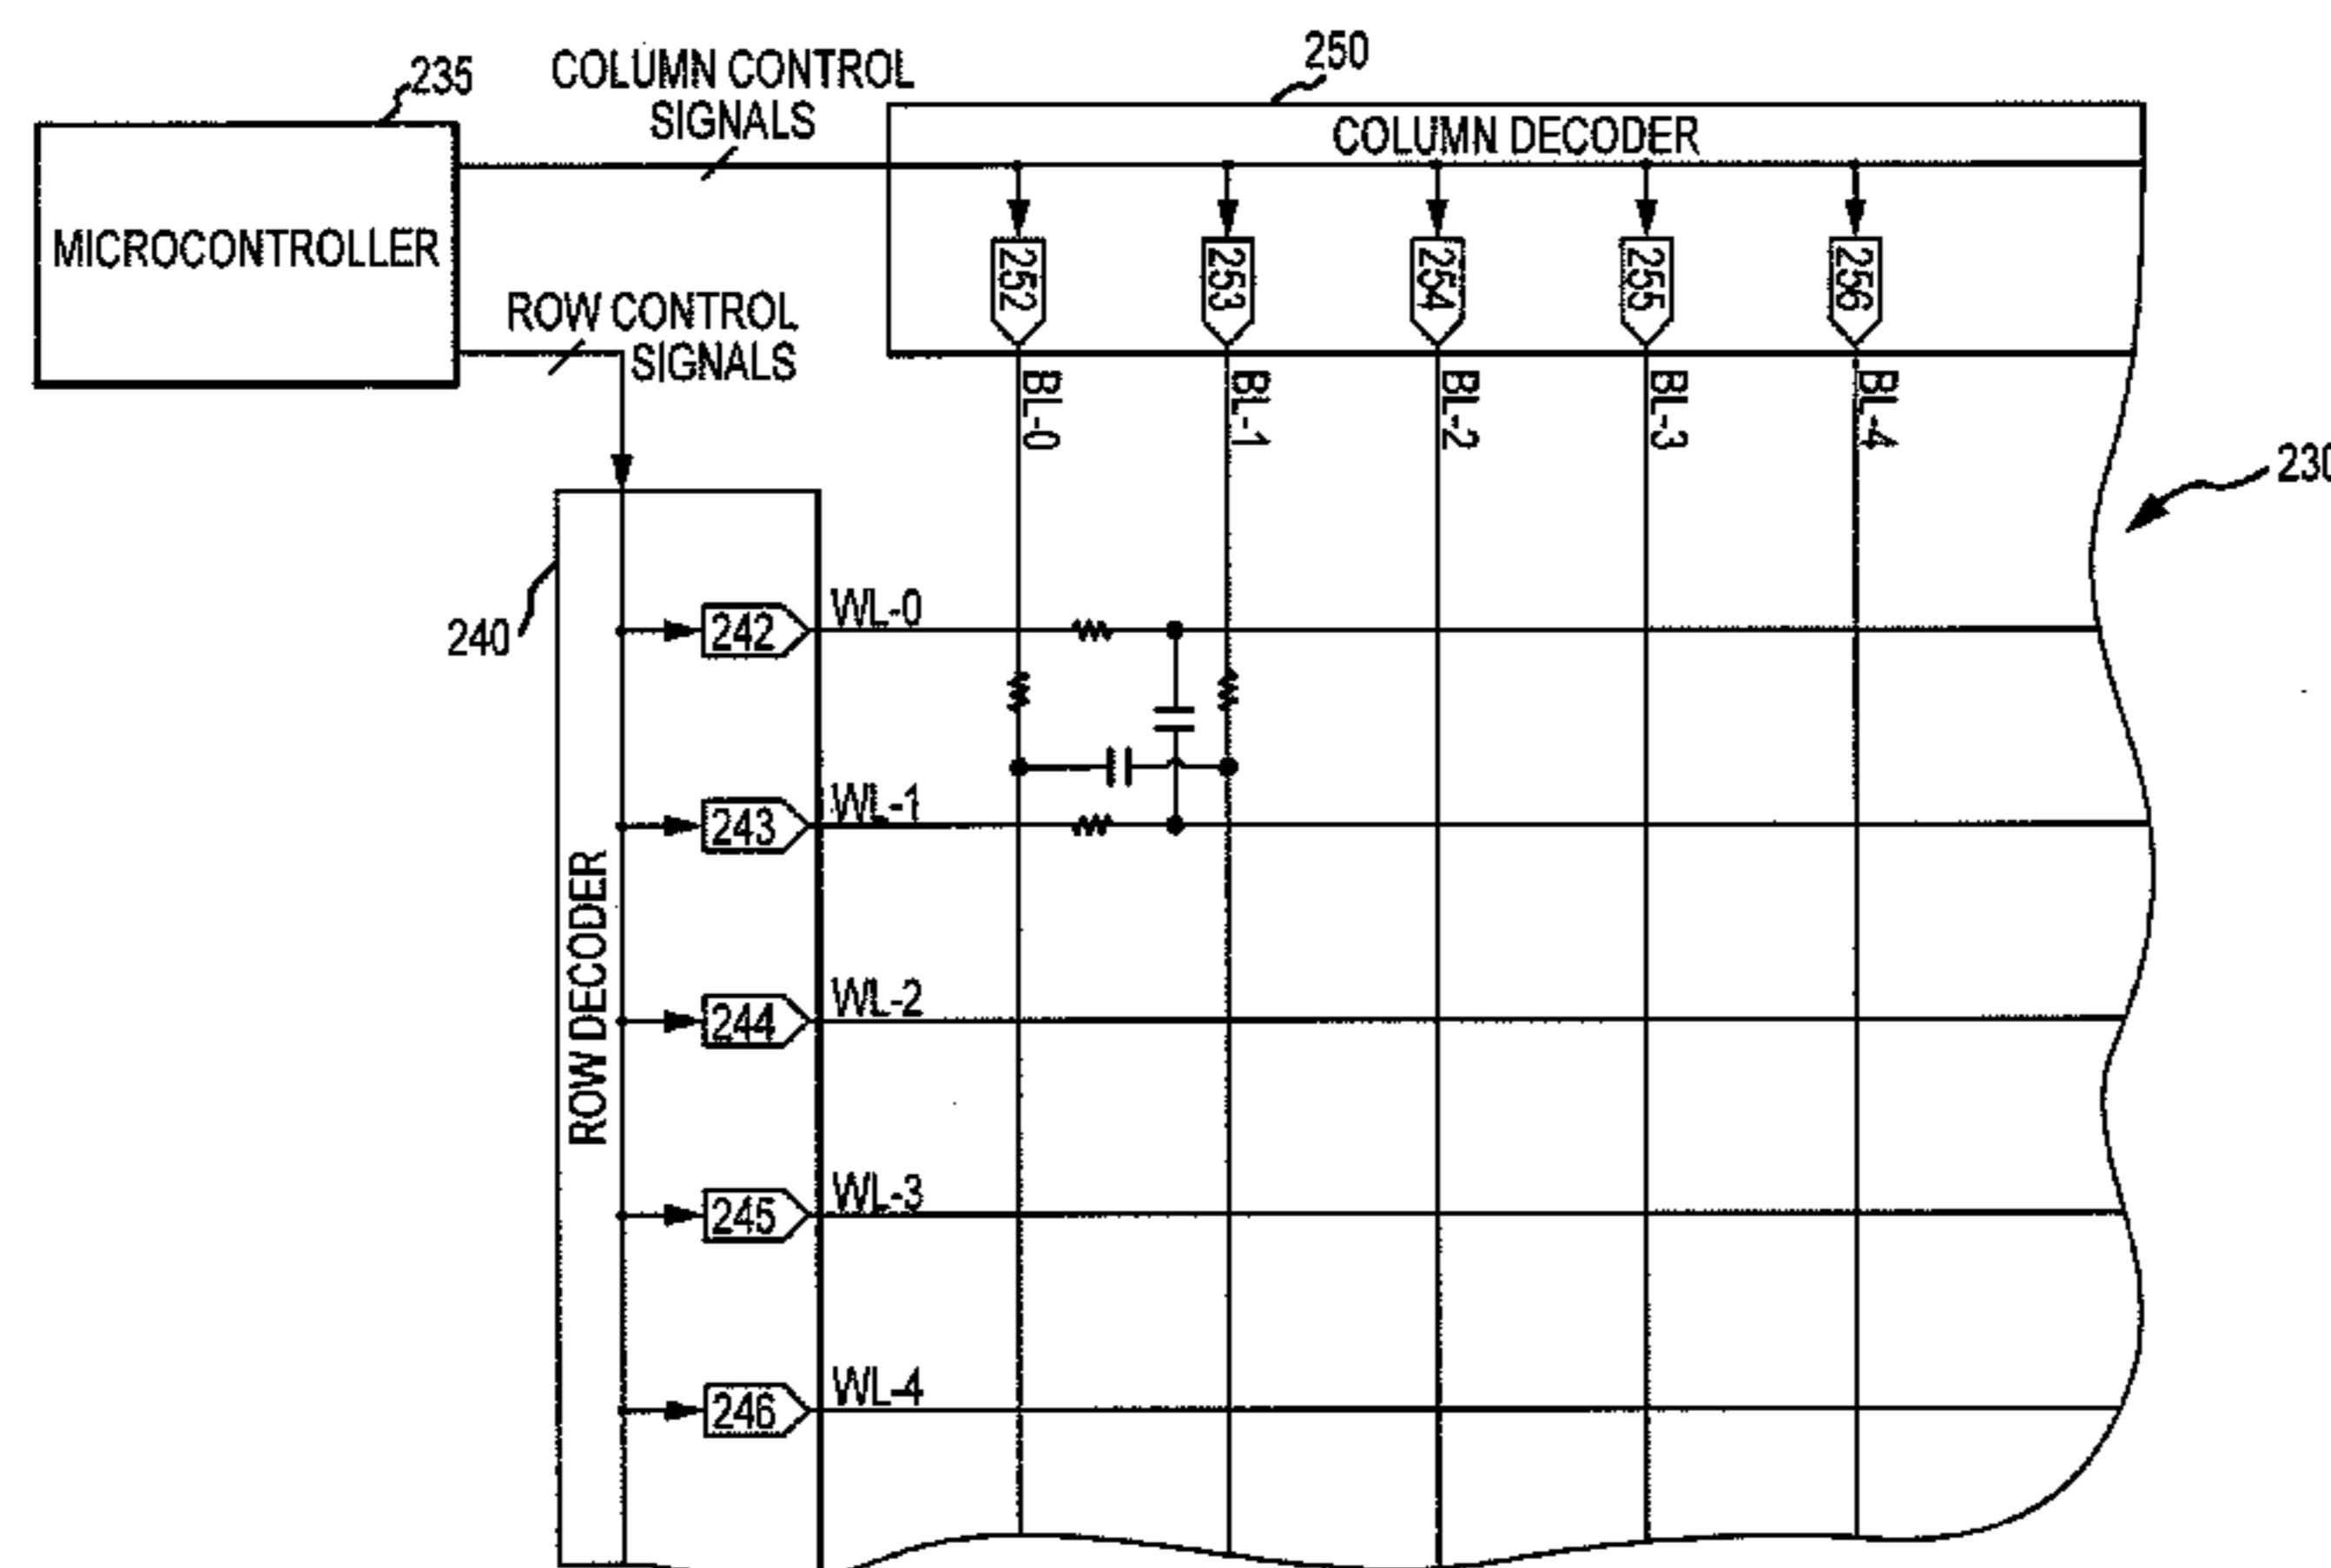 235
COLUMN CONTROL
SIGNALS
250
COLUMN DECODER
MICROCONTROLLER
252
253
254
255
256
ROW CONTROL
SIGNALS
BL-0
BL-1
BL-2
BL-3
BL-4
230
240
ROW DECODER
242
WL-0
243
WL-1
244
WL-2
245
WL-3
246
WL-4